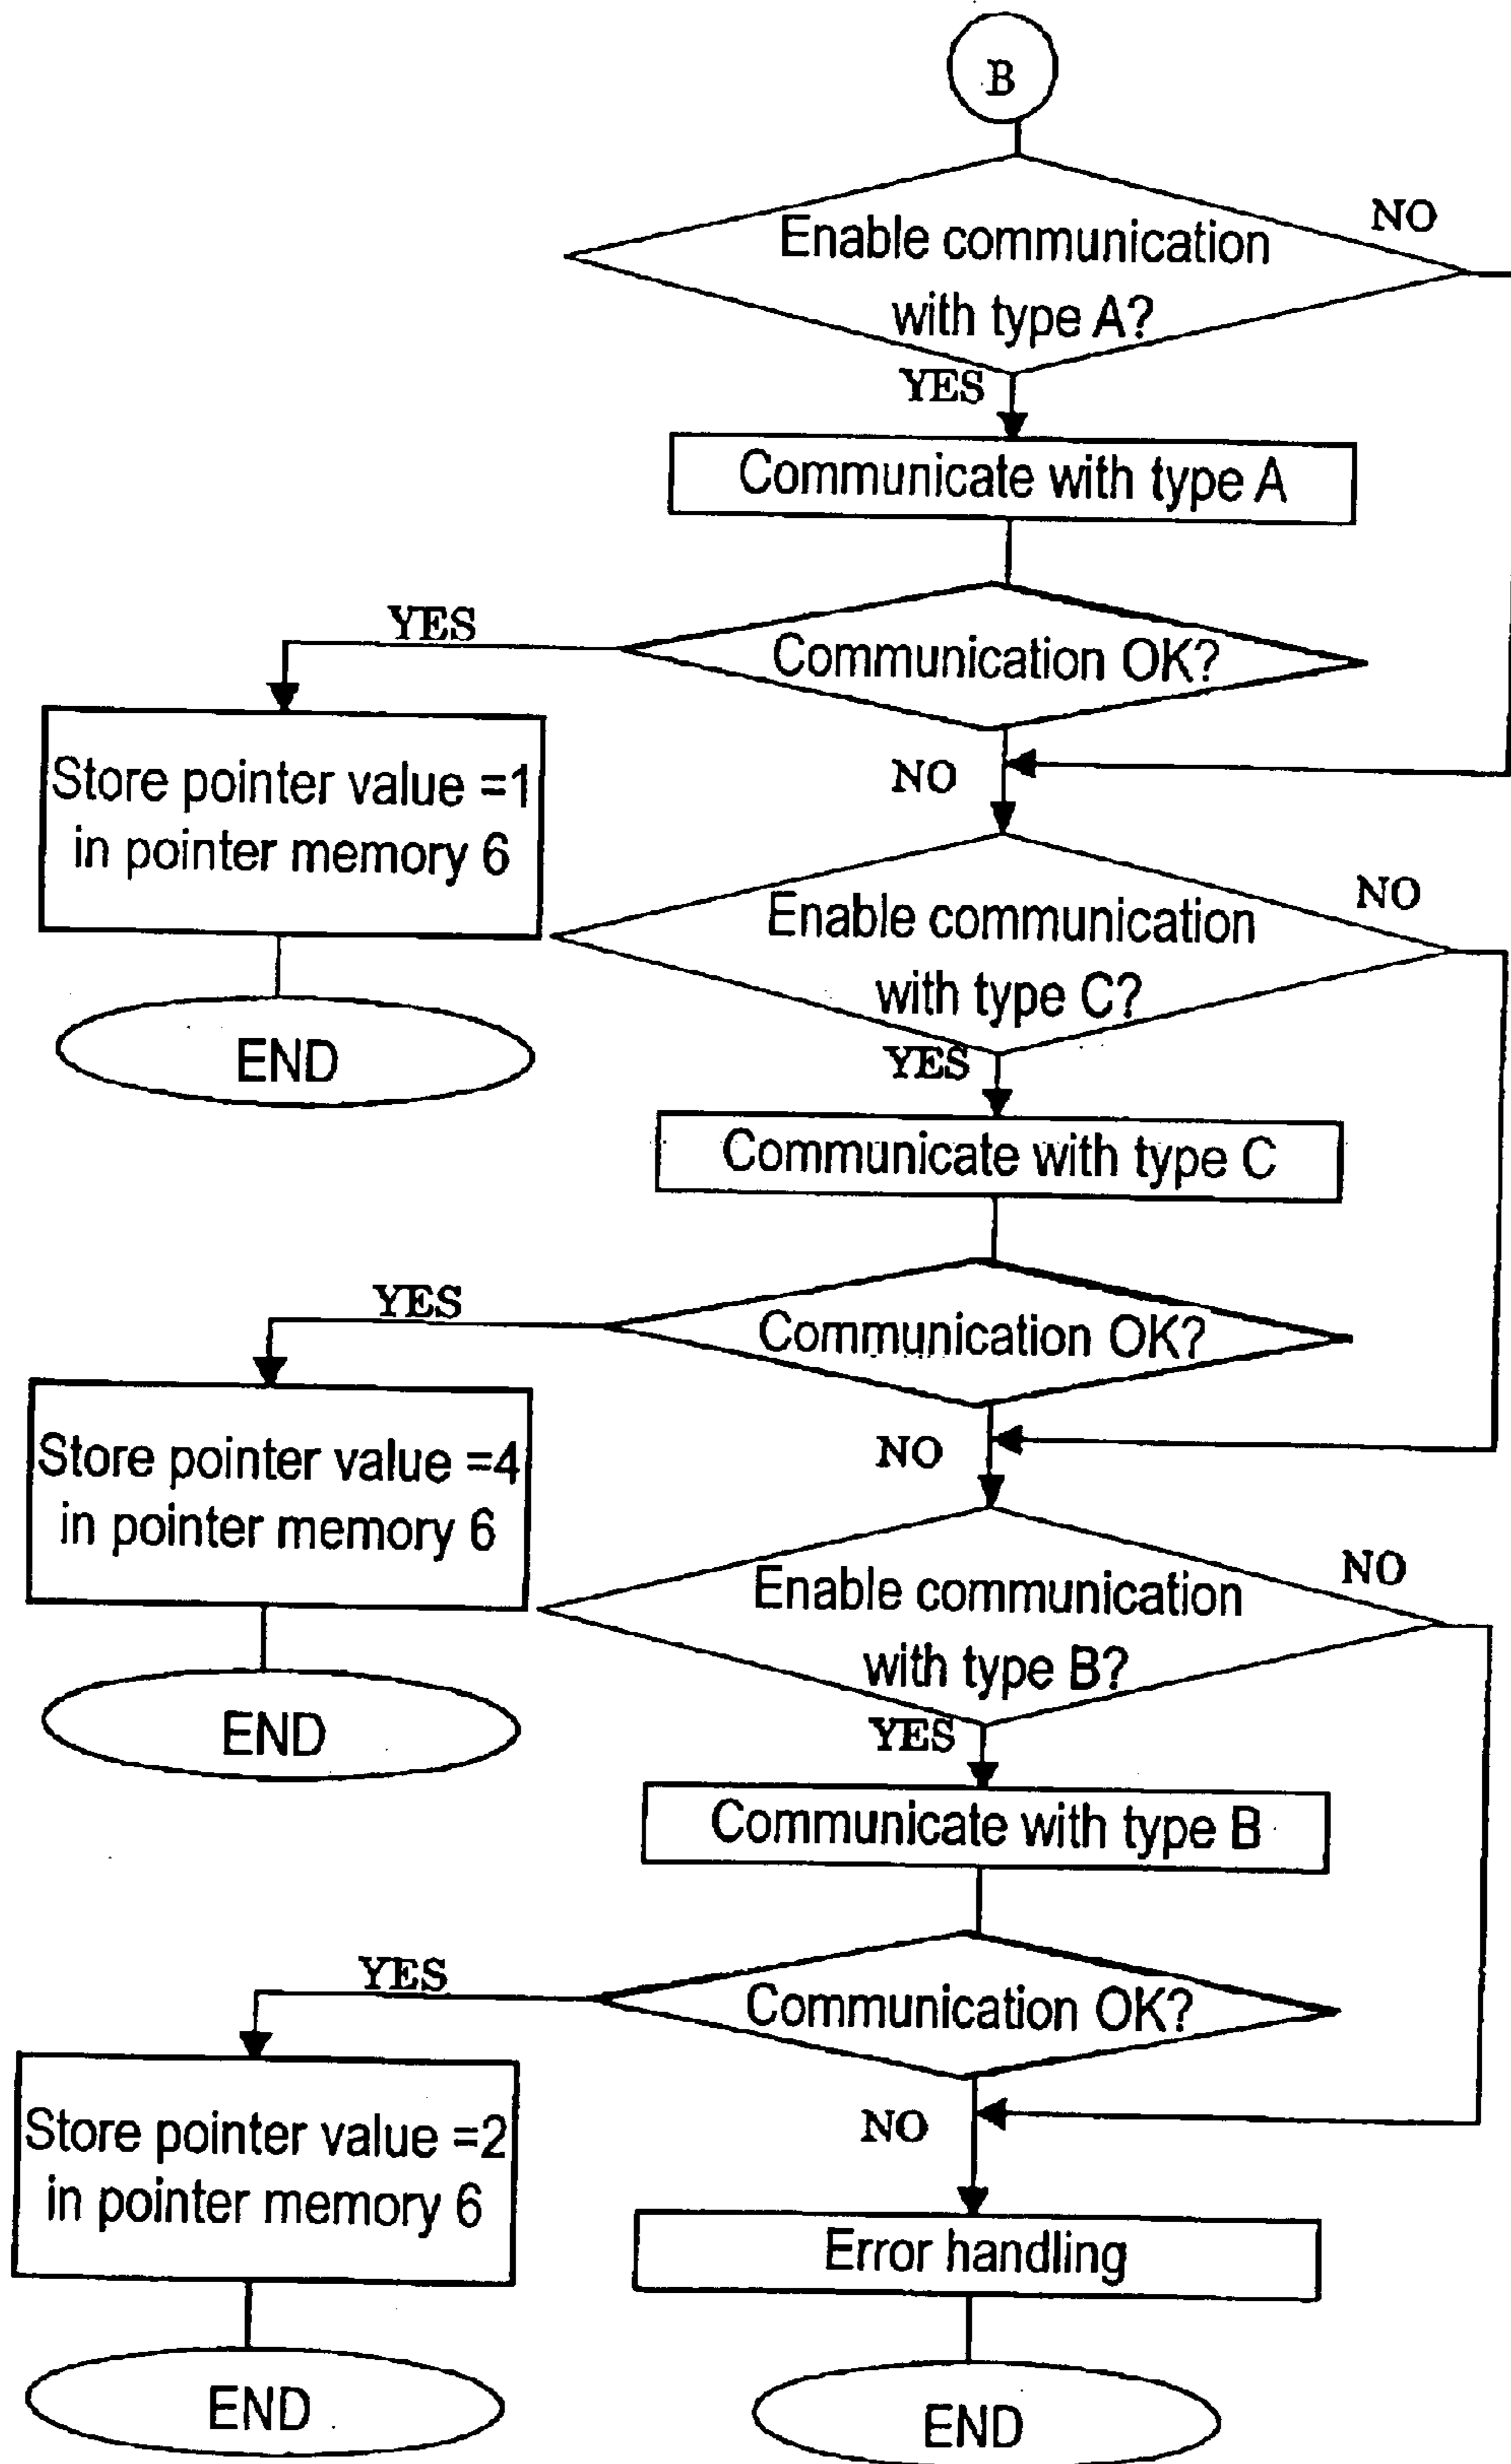 B
Enable communication
with type A?
NO
YES
Communicate with type A
Communication OK?
YES
Store pointer value =1
in pointer memory 6
END
NO
Enable communication
with type C?
NO
YES
Communicate with type C
Communication OK?
YES
Store pointer value =4
in pointer memory 6
END
NO
Enable communication
with type B?
NO
YES
Communicate with type B
Communication OK?
YES
Store pointer value =2
in pointer memory 6
END
NO
Error handling
END